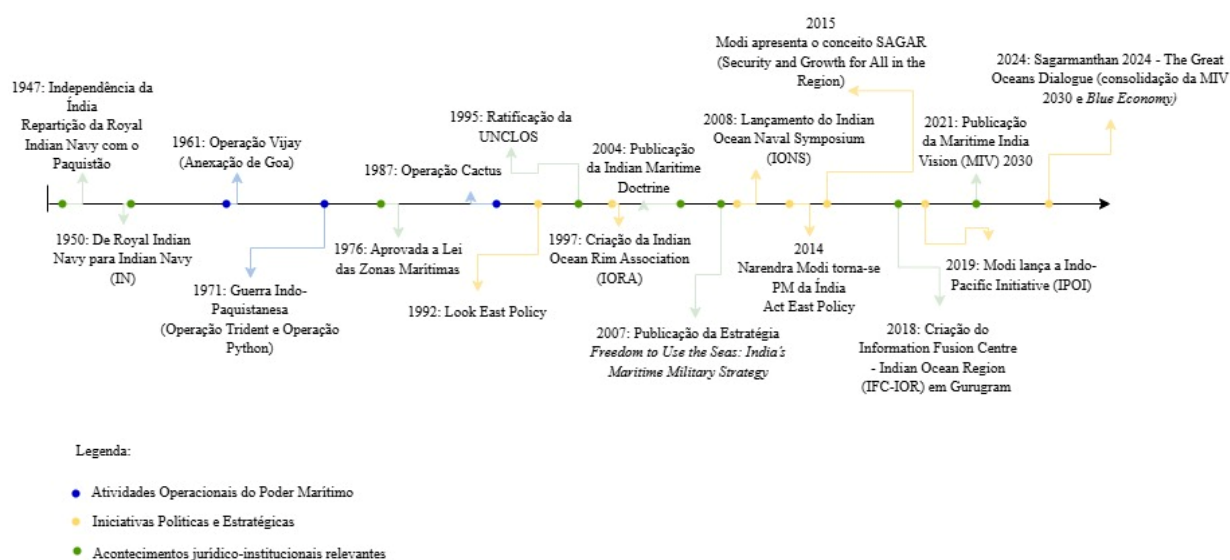 1947: Independência da
Índia
Repartição da Royal
Indian Navy com o
Paquistão
1950: De Royal Indian
Navy para Indian Navy
(IN)
1961: Operação Vijay
(Anexação de Goa)
1971: Guerra Indo-
Paquistanesa
(Operação Trident e Operação
Python)
1976: Aprovada a Lei
das Zonas Marítimas
1987: Operação Cactus
1992: Look East Policy
1995: Ratificação da
UNCLOS
1997: Criação da Indian
Ocean Rim Association
(IORA)
2004: Publicação
da Indian Maritime
Doctrine
2007: Publicação da Estratégia
Freedom to Use the Seas: India's
Maritime Military Strategy
2008: Lançamento do Indian
Ocean Naval Symposium
(IONS)
2014
Narendra Modi torna-se
PM da Índia
Act East Policy
2015
Modi apresenta o conceito SAGAR
(Security and Growth for All in the
Region)
2018: Criação do
Information Fusion Centre
- Indian Ocean Region
(IFC-IOR) em Gurugram
2019: Modi lança a Indo-
Pacific Initiative (IPOI)
2021: Publicação
da Maritime India
Vision (MIV) 2030
2024: Sagarmanthan 2024 - The Great
Oceans Dialogue (consolidação da MIV
2030 e Blue Economy)
Legenda:
Atividades Operacionais do Poder Marítimo
Iniciativas Políticas e Estratégicas
Acontecimentos jurídico-institucionais relevantes